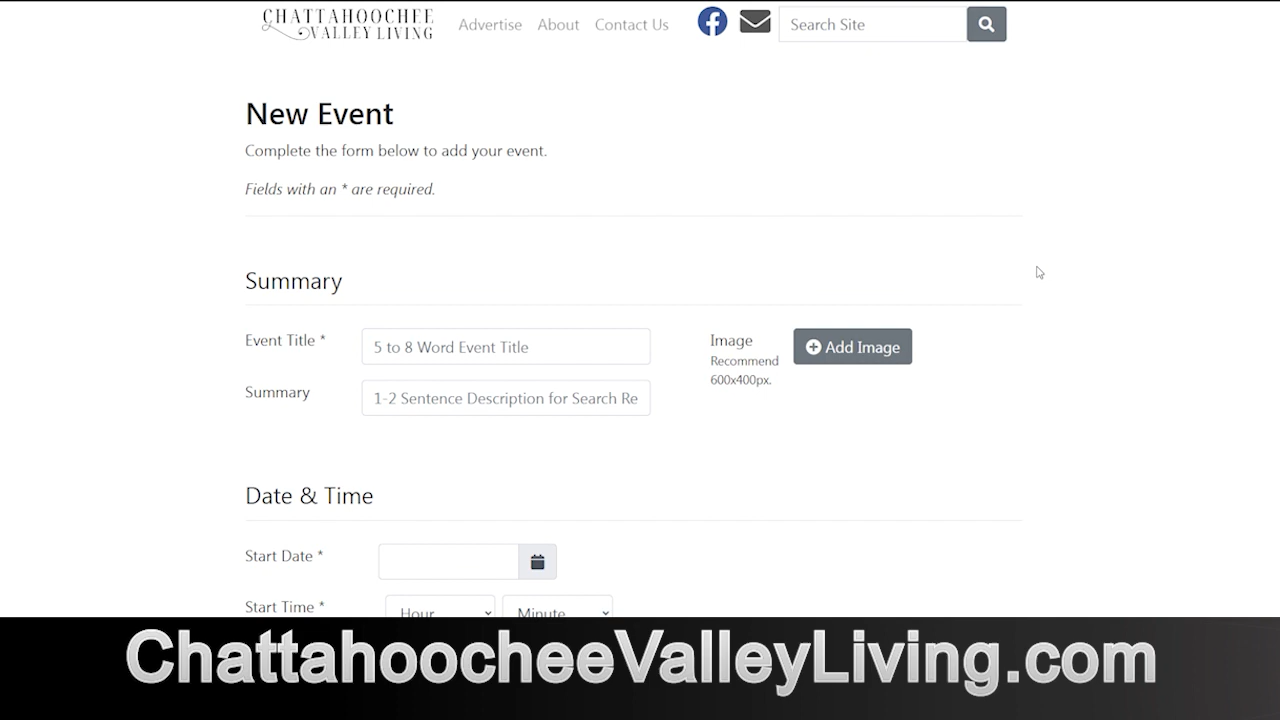 CHATTAHOOCHEE
VALLEY LIVING
Advertise About Contact Us Search Site
New Event
Complete the form below to add your event.
Fields with an * are required.
Summary
Event Title * 5 to 8 Word Event Title Image Add Image
Recommend
600x400px.
Summary 1-2 Sentence Description for Search Re
Date & Time
Start Date *
Start Time * Hour Minute
ChattahoocheeValleyLiving.com